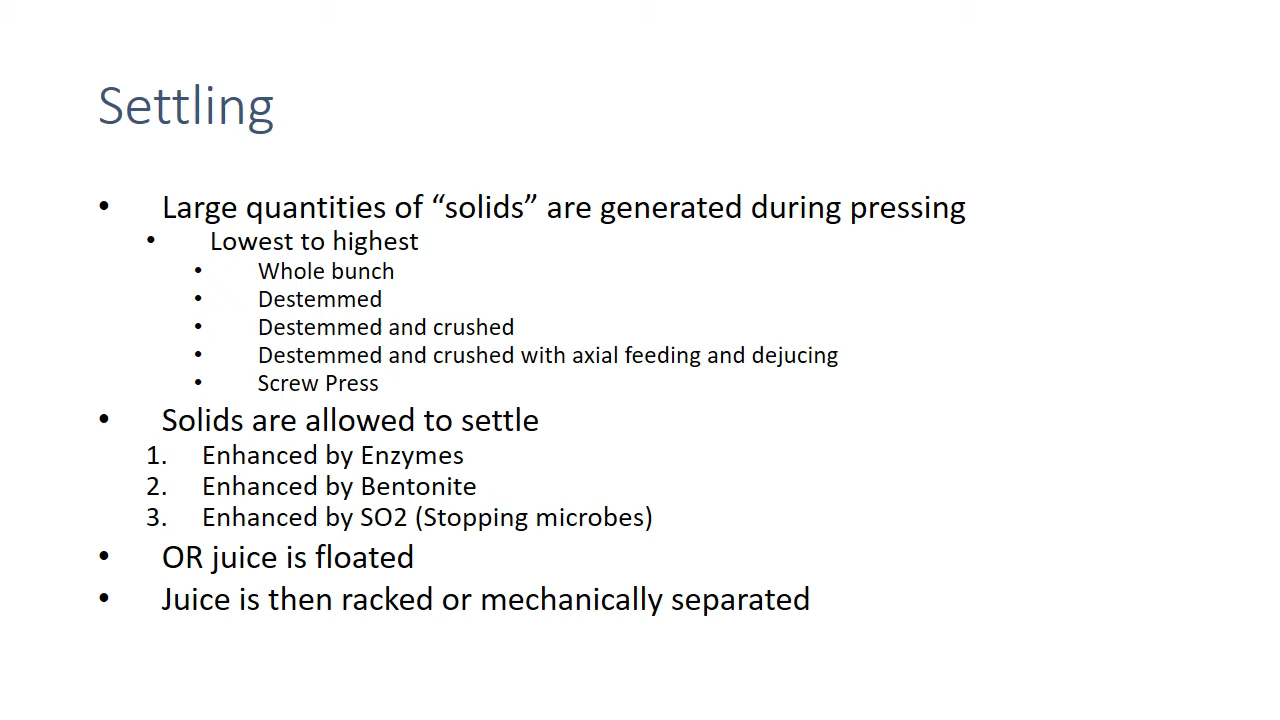 Settling
• Large quantities of “solids” are generated during pressing
• Lowest to highest
• Whole bunch
• Destemmed
• Destemmed and crushed
• Destemmed and crushed with axial feeding and dejucing
• Screw Press
• Solids are allowed to settle
1. Enhanced by Enzymes
2. Enhanced by Bentonite
3. Enhanced by SO2 (Stopping microbes)
• OR juice is floated
• Juice is then racked or mechanically separated